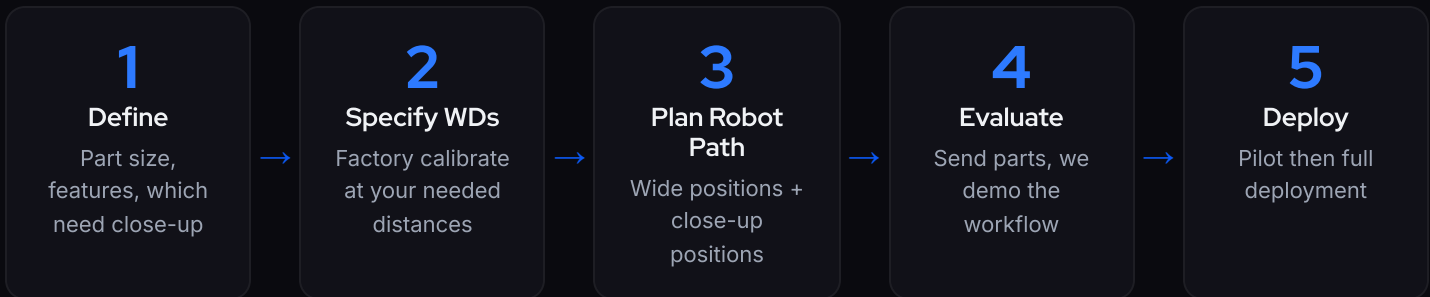 1
Define
Part size,
features, which
need close-up
→
2
Specify WDs
Factory calibrate
at your needed
distances
→
3
Plan Robot
Path
Wide positions +
close-up
positions
→
4
Evaluate
Send parts, we
demo the
workflow
→
5
Deploy
Pilot then full
deployment